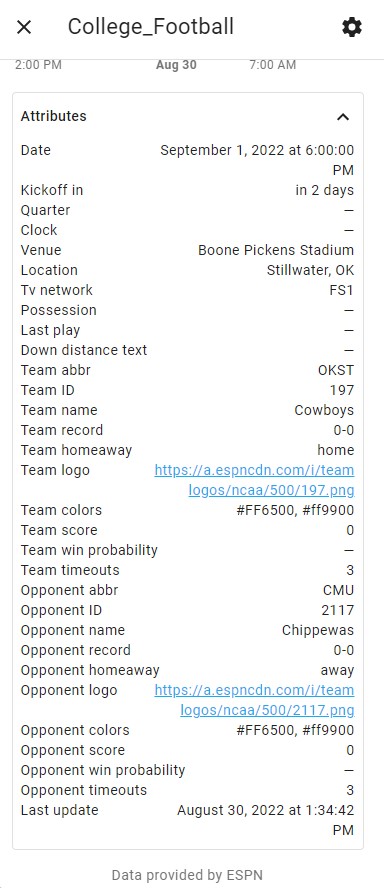 College_Football
2:00 PM Aug 30 7:00 AM
Attributes
Date September 1, 2022 at 6:00:00
PM
Kickoff in in 2 days
Quarter —
Clock —
Venue Boone Pickens Stadium
Location Stillwater, OK
Tv network FS1
Possession —
Last play —
Down distance text —
Team abbr OKST
Team ID 197
Team name Cowboys
Team record 0-0
Team homeaway home
Team logo https://a.espncdn.com/i/team
logos/ncaa/500/197.png
Team colors #FF6500, #ff9900
Team score 0
Team win probability —
Team timeouts 3
Opponent abbr CMU
Opponent ID 2117
Opponent name Chippewas
Opponent record 0-0
Opponent homeaway away
Opponent logo https://a.espncdn.com/i/team
logos/ncaa/500/2117.png
Opponent colors #FF6500, #ff9900
Opponent score 0
Opponent win probability —
Opponent timeouts 3
Last update August 30, 2022 at 1:34:42
PM
Data provided by ESPN